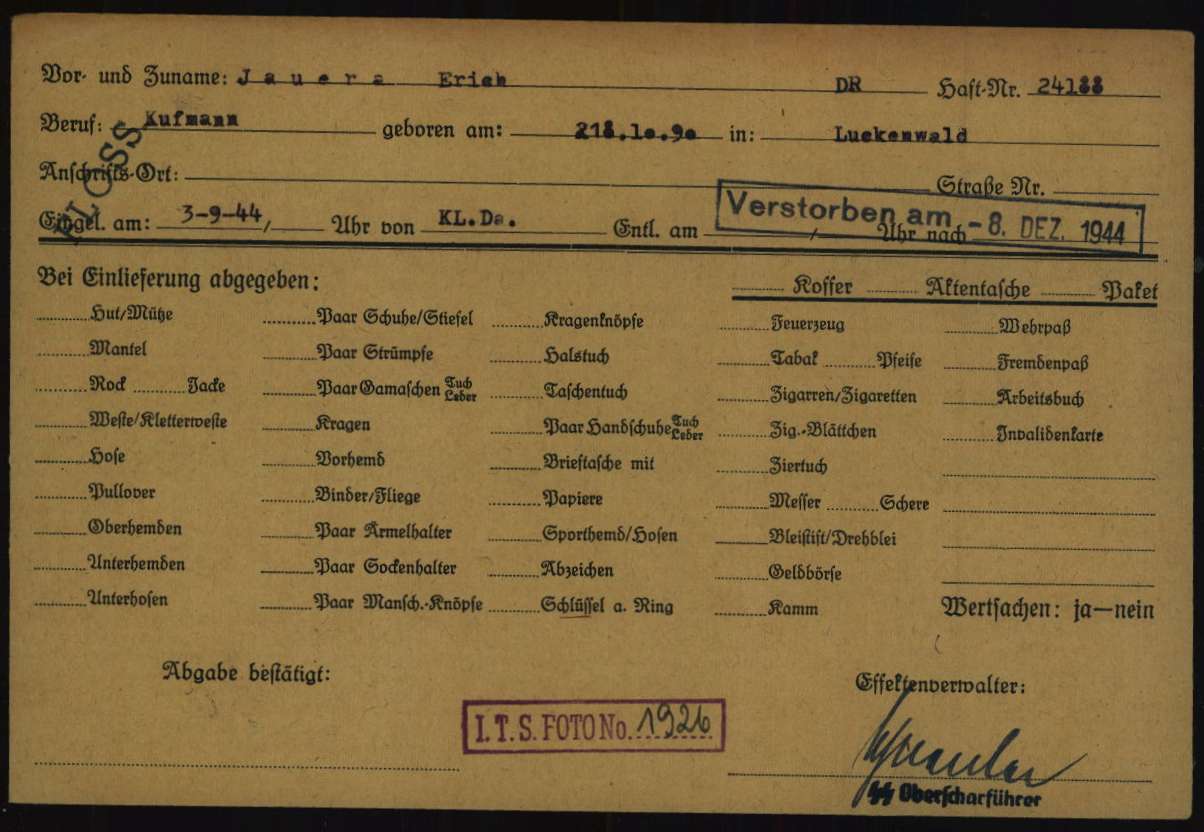 Vor- und Zuname: Jauera Erich DR Haft-Nr. 24188
Beruf: Kufmann geboren am: 218.1o.9o in: Luckenwald
Anschrifts-Ort: Straße Nr.
FLOSS
Eingel. am: 3-9-44/ Uhr von KL.Da. Entl. am / Uhr nach
Verstorben am -8. DEZ. 1944
Bei Einlieferung abgegeben: Koffer Aktentasche Paket
Hut/Mütze Paar Schuhe/Stiefel Kragenknöpfe Feuerzeug Wehrpaß
Mantel Paar Strümpfe Halstuch Tabak Pfeife Fremdenpaß
Rock Jacke Paar Gamaschen Tuch Leder Taschentuch Zigarren/Zigaretten Arbeitsbuch
Weste/Kletterweste Kragen Paar Handschuhe Tuch Leder Zig.-Blättchen Invalidenkarte
Hose Vorhemd Brieftasche mit Ziertuch
Pullover Binder/Fliege Papiere Messer Schere
Oberhemden Paar Ärmelhalter Sporthemd/Hosen Bleistift/Drehblei
Unterhemden Paar Sockenhalter Abzeichen Geldbörse
Unterhosen Paar Mansch.-Knöpfe Schlüssel a. Ring Kamm Wertsachen: ja—nein
Abgabe bestätigt: Effektenverwalter:
I.T.S. FOTO No. 1926
SS Oberscharführer